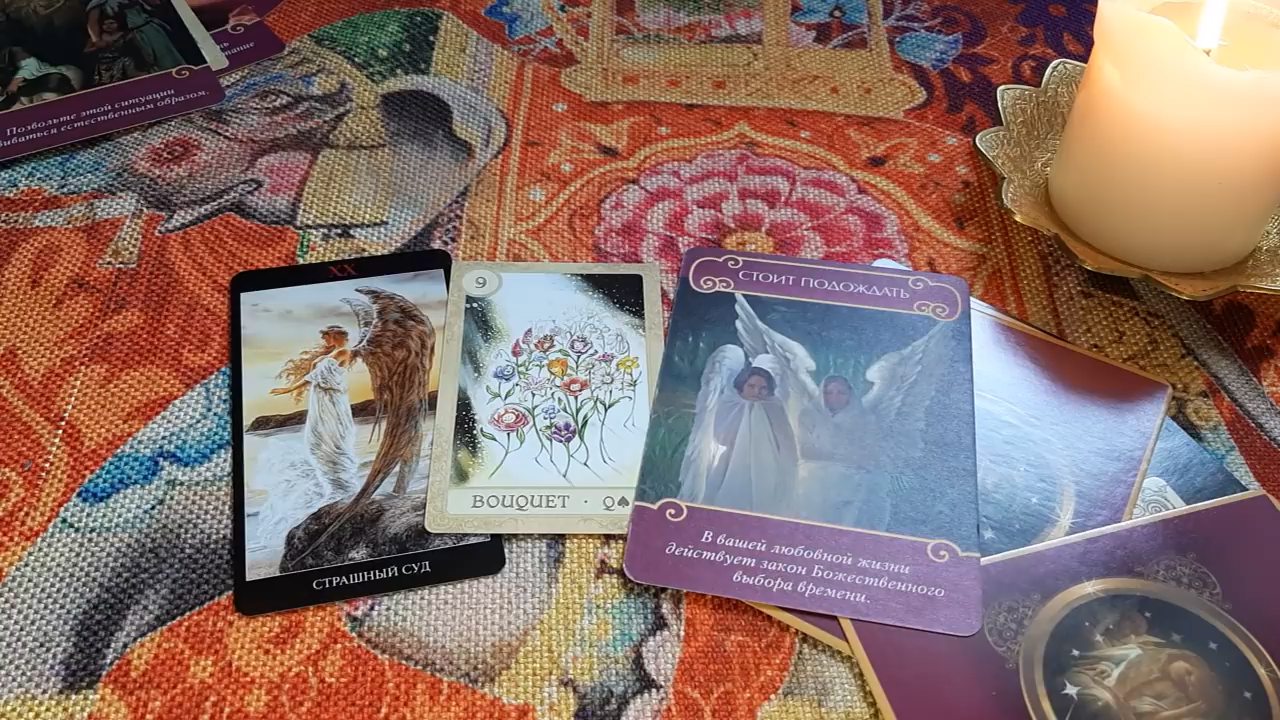 знание
Позвольте этой ситуации
развиваться естественным образом.
XX
СТРАШНЫЙ СУД
9
BOUQUET · Q♠
СТОИТ ПОДОЖДАТЬ
В вашей любовной жизни
действует закон Божественного
выбора времени.